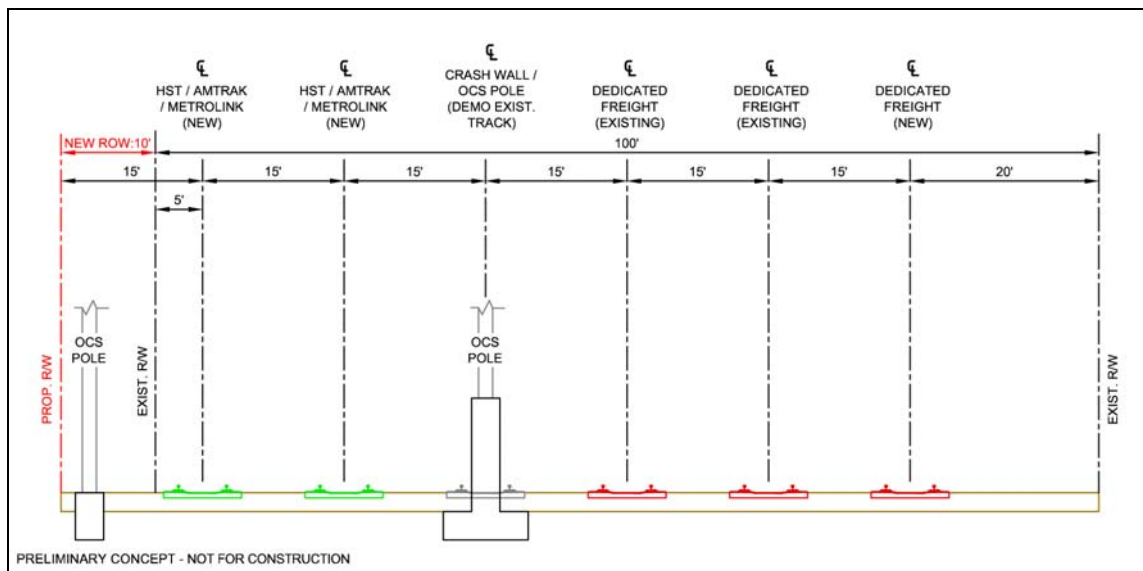 ℄
HST / AMTRAK
/ METROLINK
(NEW)
℄
HST / AMTRAK
/ METROLINK
(NEW)
℄
CRASH WALL /
OCS POLE
(DEMO EXIST.
TRACK)
℄
DEDICATED
FREIGHT
(EXISTING)
℄
DEDICATED
FREIGHT
(EXISTING)
℄
DEDICATED
FREIGHT
(NEW)
NEW ROW:10'
100'
15'
15'
15'
15'
15'
15'
20'
5'
PROP. R/W
OCS
POLE
EXIST. R/W
OCS
POLE
EXIST. R/W
PRELIMINARY CONCEPT - NOT FOR CONSTRUCTION